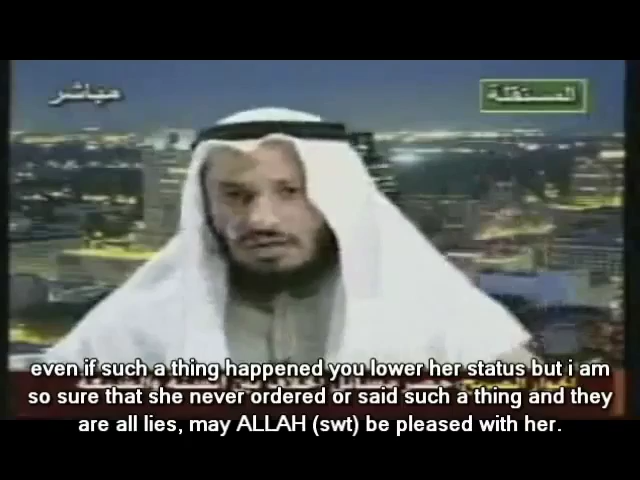 مباشر
المستقلة
even if such a thing happened you lower her status but i am
so sure that she never ordered or said such a thing and they
are all lies, may ALLAH (swt) be pleased with her.